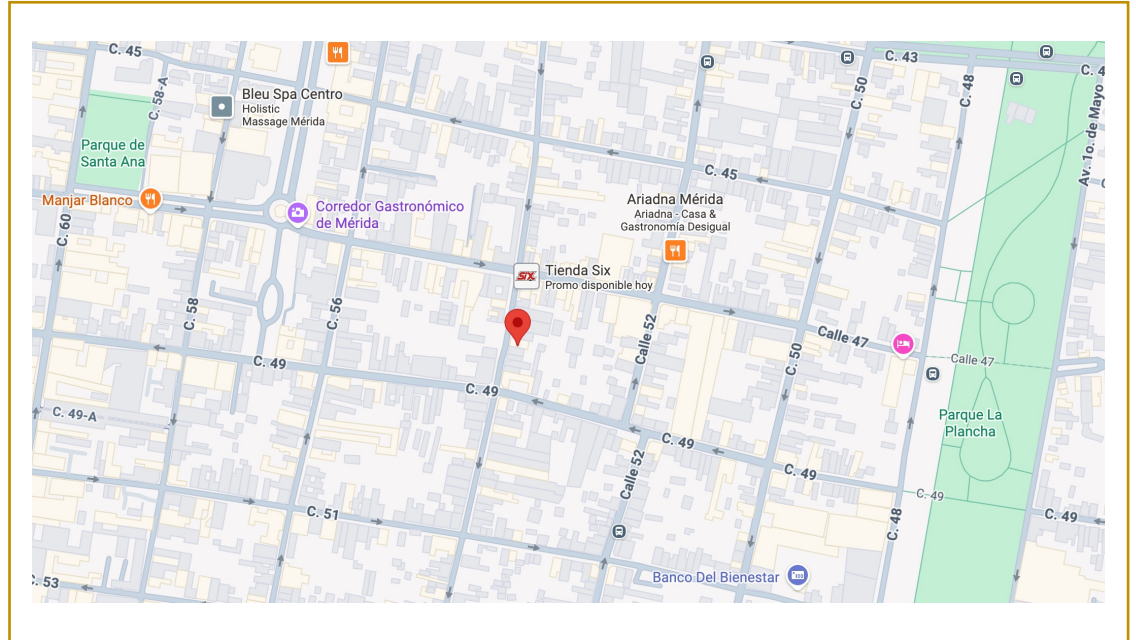 C. 45
C. 43
C. 4
C. 58-A
Bleu Spa Centro
Holistic
Massage Mérida
C. 50
C. 48
Av. 1o. de Mayo
Parque de
Santa Ana
C. 45
Manjar Blanco
Corredor Gastronómico
de Mérida
Ariadna Mérida
Ariadna - Casa &
Gastronomía Desigual
C. 60
SIX
Tienda Six
Promo disponible hoy
C. 58
C. 56
Calle 52
Calle 47
Calle 47
C. 50
C. 49
C. 49
C. 49-A
Parque La
Plancha
C. 49
Calle 52
C. 49
C. 49
C. 51
C. 48
C. 49
C. 53
Banco Del Bienestar